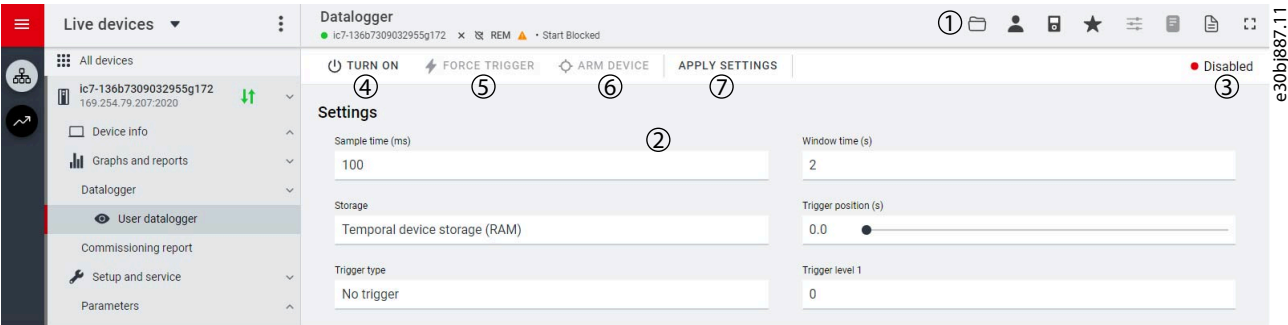 Live devices
All devices
ic7-136b7309032955g172
169.254.79.207:2020
Device info
Graphs and reports
Datalogger
User datalogger
Commissioning report
Setup and service
Parameters
Datalogger
ic7-136b7309032955g172 REM • Start Blocked
①
TURN ON FORCE TRIGGER ARM DEVICE APPLY SETTINGS Disabled
④ ⑤ ⑥ ⑦ ③
Settings
②
Sample time (ms) Window time (s)
100 2
Storage Trigger position (s)
Temporal device storage (RAM) 0.0
Trigger type Trigger level 1
No trigger 0
e30bj887.11